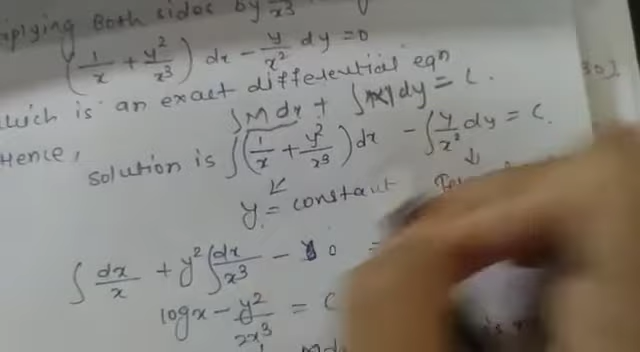 Both sides by 1/x³
(1/x + y²/x³) dx - y/x² dy = 0
which is an exact differential eqn
∫M dx + ∫N dy = C.
Hence,
solution is ∫(1/x + y²/x³) dx - ∫ y/x² dy = C.
y = constant
∫ dx/x + y² ∫ dx/x³ - 0 =
log x - y²/2x³ = C